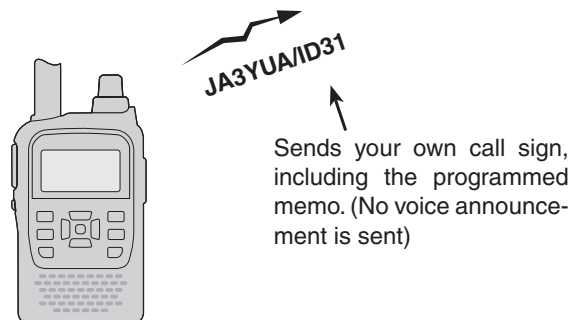 JA3YUA/ID31
Sends your own call sign,
including the programmed
memo. (No voice announce-
ment is sent)